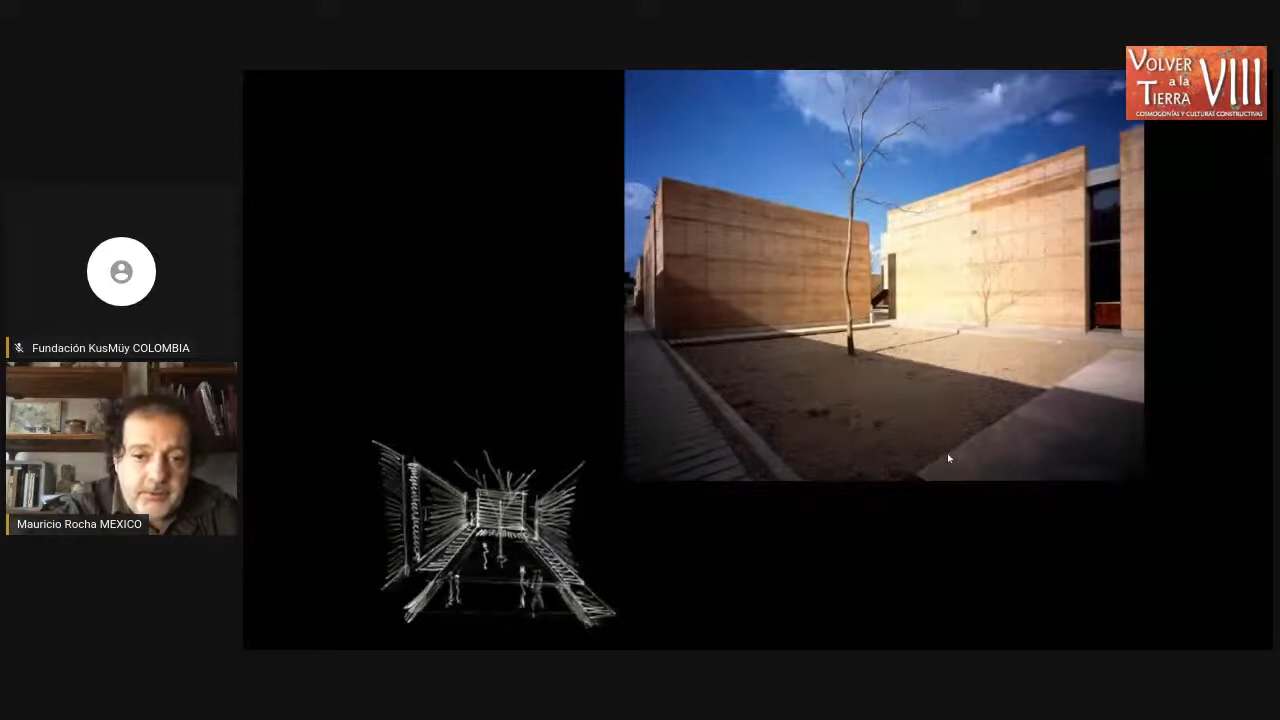 VOLVER
a la
TIERRA
VIII
COSMOGONÍAS Y CULTURAS CONSTRUCTIVAS
Fundación KusMüy COLOMBIA
Mauricio Rocha MEXICO